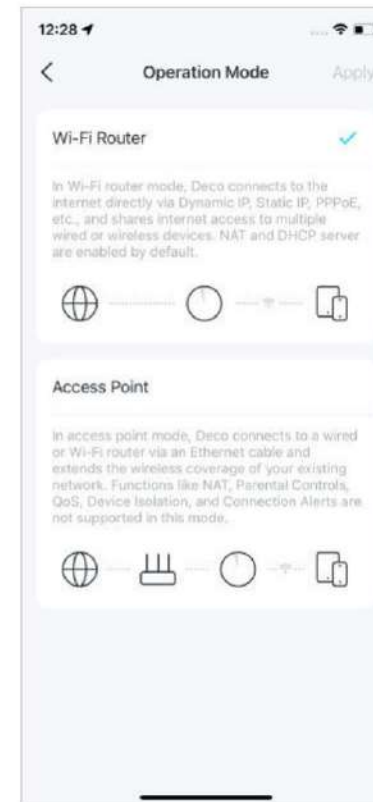 12:28
Operation Mode Apply
Wi-Fi Router
In Wi-Fi router mode, Deco connects to the
internet directly via Dynamic IP, Static IP, PPPoE,
etc., and shares internet access to multiple
wired or wireless devices. NAT and DHCP server
are enabled by default.
Access Point
In access point mode, Deco connects to a wired
or Wi-Fi router via an Ethernet cable and
extends the wireless coverage of your existing
network. Functions like NAT, Parental Controls,
QoS, Device Isolation, and Connection Alerts are
not supported in this mode.